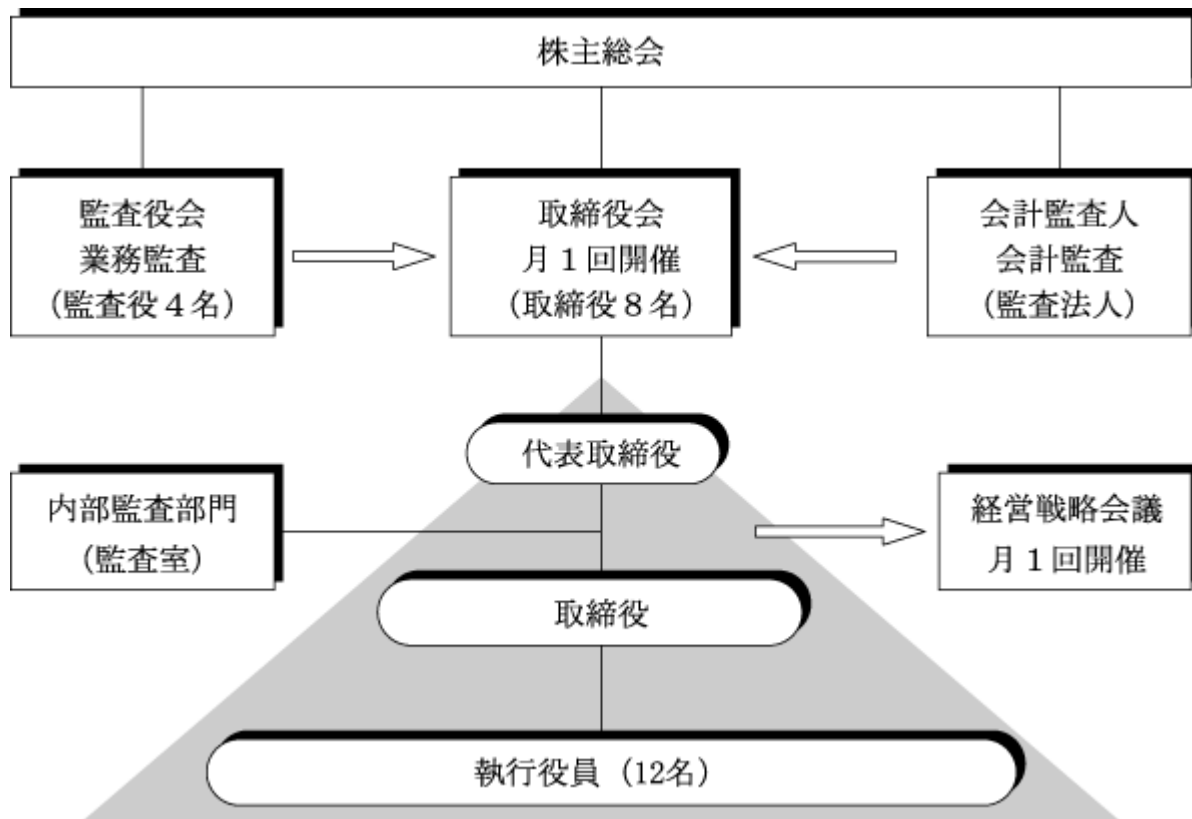 株主総会
監査役会
業務監査
(監査役４名)
取締役会
月１回開催
(取締役８名)
会計監査人
会計監査
(監査法人)
代表取締役
内部監査部門
(監査室)
経営戦略会議
月１回開催
取締役
執行役員 (12名)